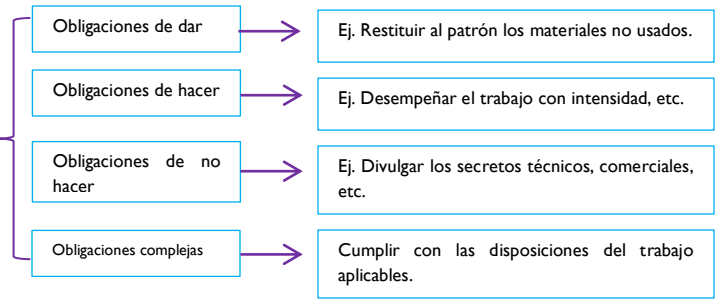 Obligaciones de dar
Ej. Restituir al patrón los materiales no usados.
Obligaciones de hacer
Ej. Desempeñar el trabajo con intensidad, etc.
Obligaciones de no
hacer
Ej. Divulgar los secretos técnicos, comerciales,
etc.
Obligaciones complejas
Cumplir con las disposiciones del trabajo
aplicables.